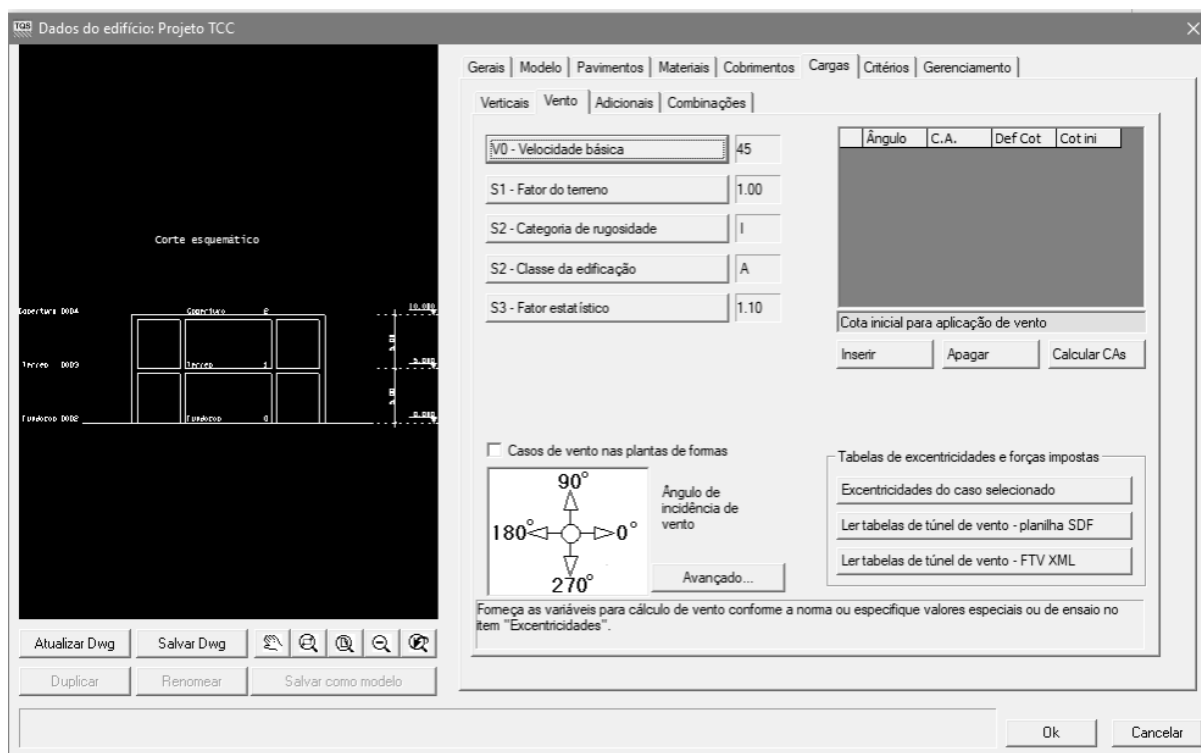 TQS Dados do edifício: Projeto TCC
Gerais Modelo Pavimentos Materiais Cobrimentos Cargas Critérios Gerenciamento
Verticais Vento Adicionais Combinações
V0 - Velocidade básica 45
S1 - Fator do terreno 1.00
S2 - Categoria de rugosidade I
S2 - Classe da edificação A
S3 - Fator estatístico 1.10
Ângulo C.A. Def Cot Cot ini
Cota inicial para aplicação de vento
Inserir Apagar Calcular CAs
Corte esquemático
Cobertura 2
Terreo 1
Fundacao 0
Casos de vento nas plantas de formas
90°
180° 0°
270°
Ângulo de
incidência de
vento
Avançado...
Tabelas de excentricidades e forças impostas
Excentricidades do caso selecionado
Ler tabelas de túnel de vento - planilha SDF
Ler tabelas de túnel de vento - FTV XML
Forneça as variáveis para cálculo de vento conforme a norma ou especifique valores especiais ou de ensaio no
item "Excentricidades".
Atualizar Dwg Salvar Dwg
Duplicar Renomear Salvar como modelo
Ok Cancelar